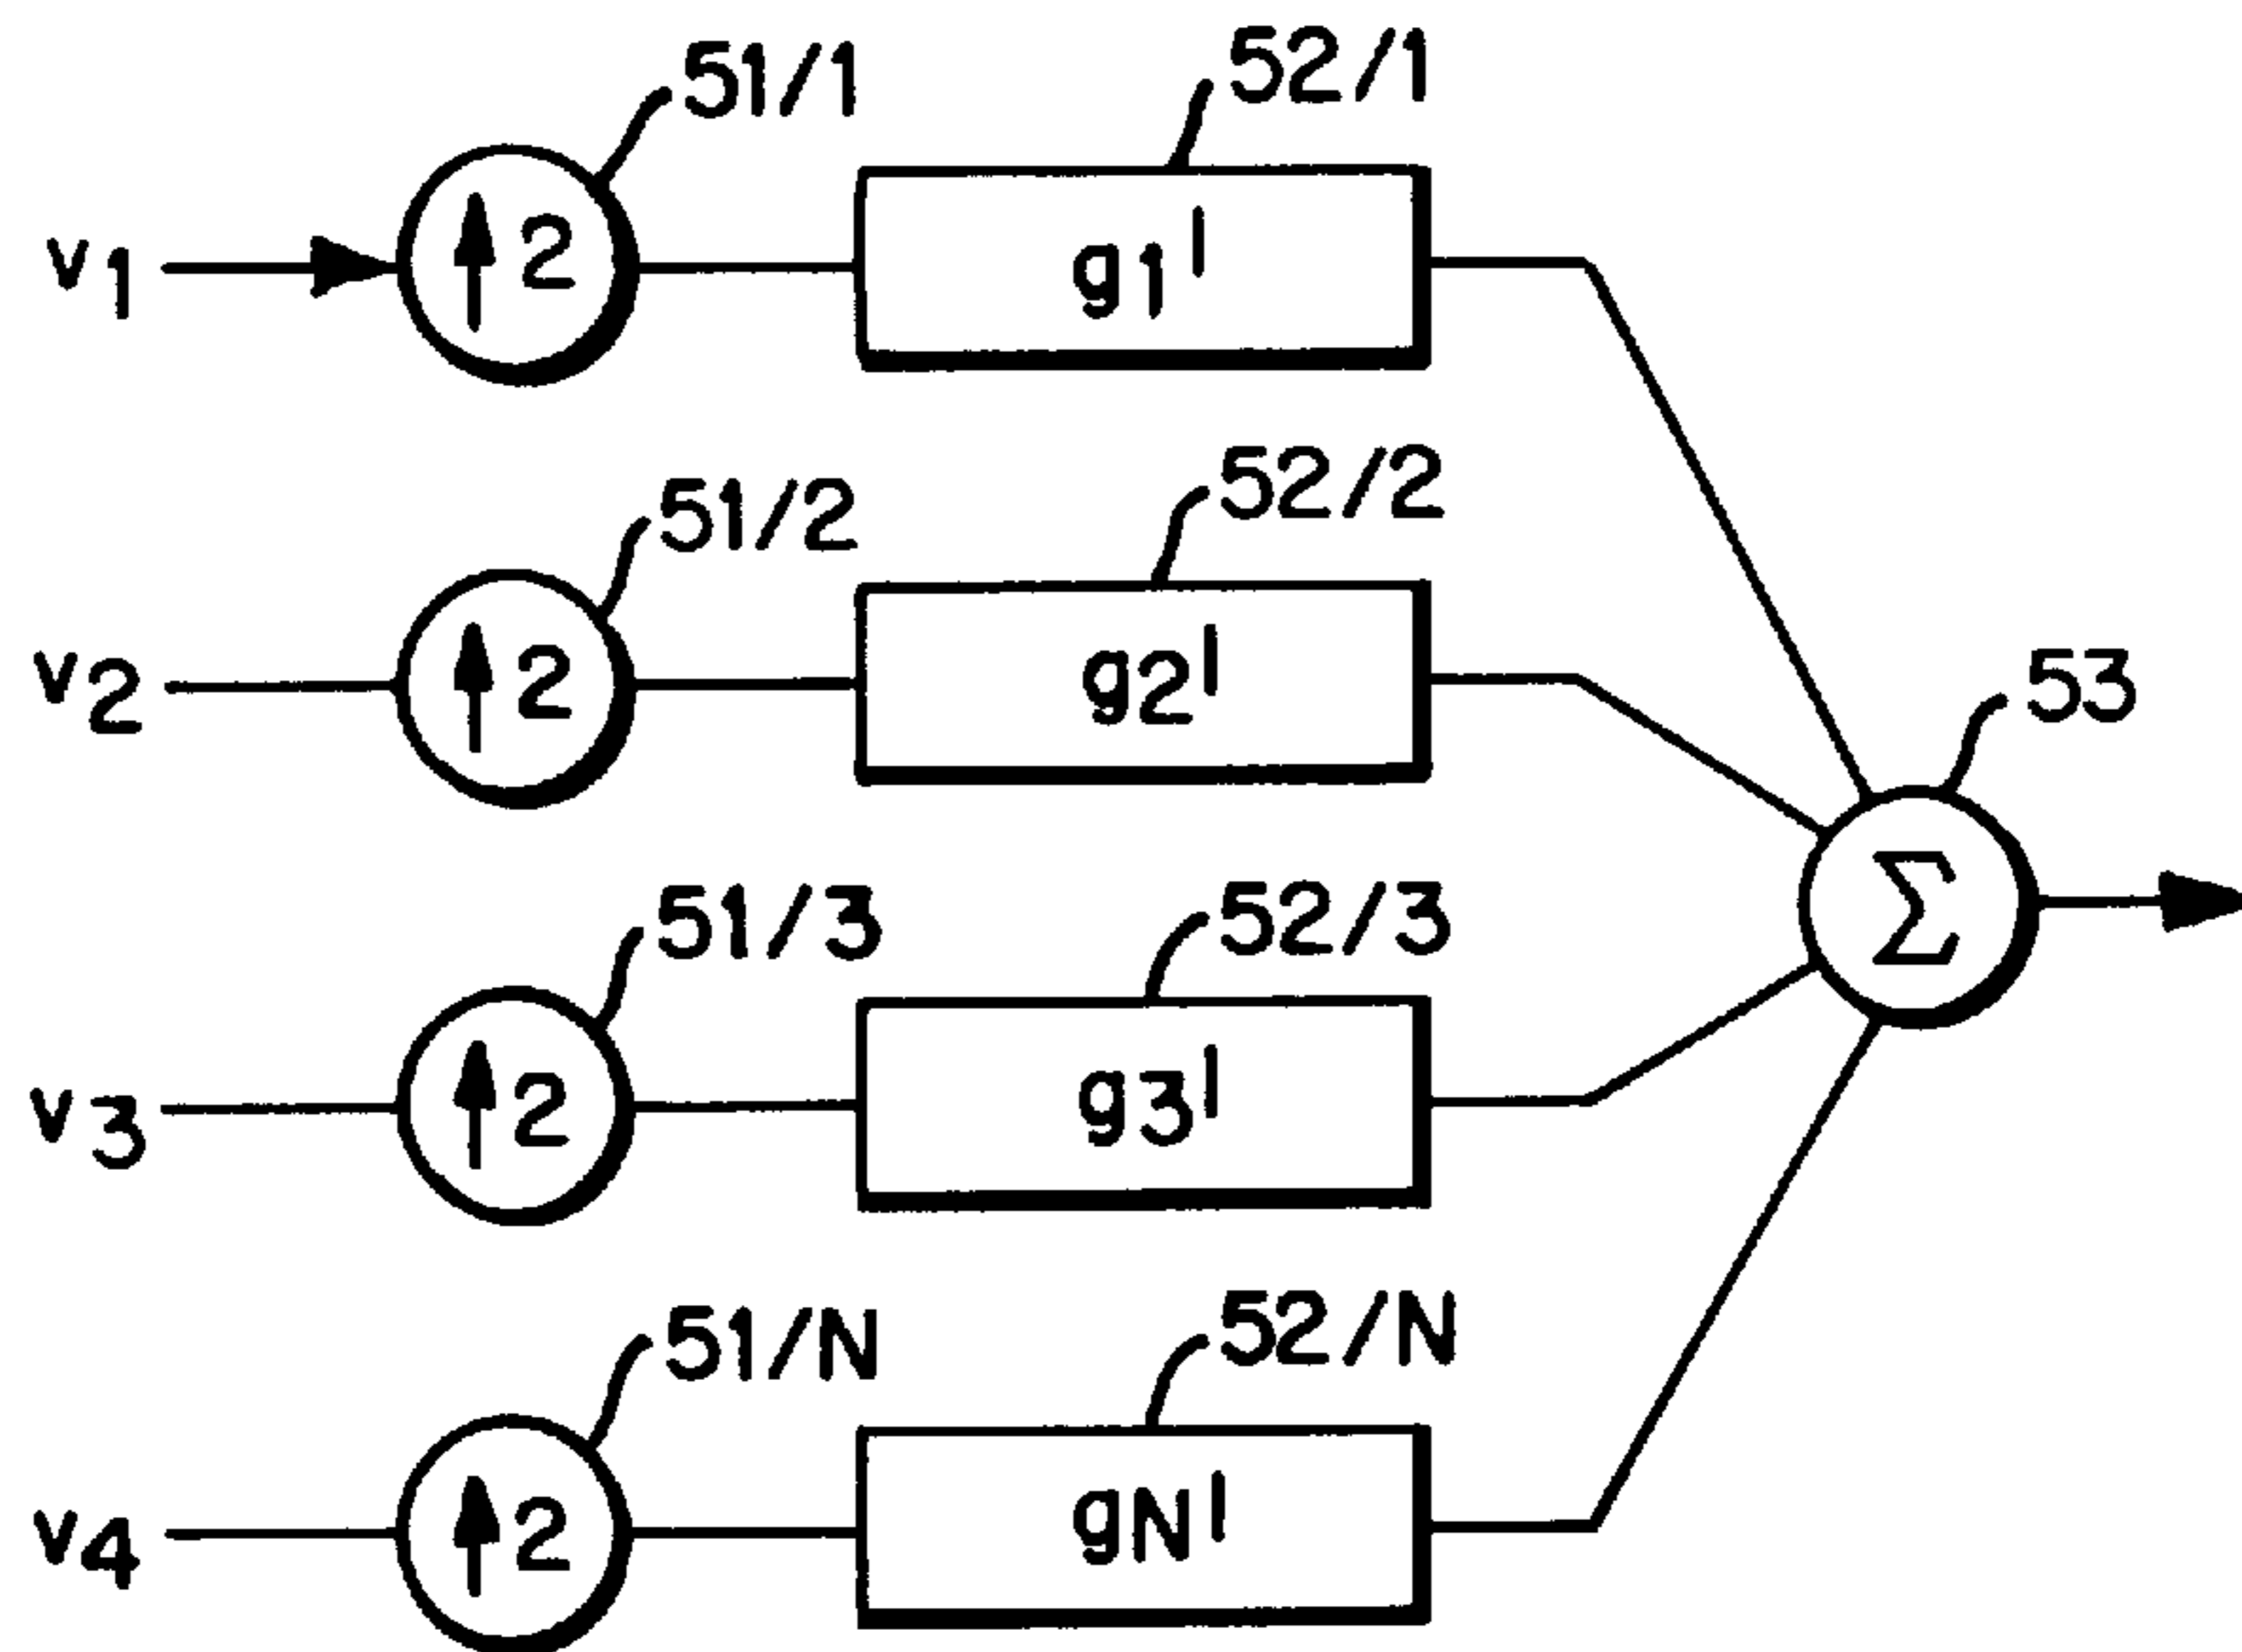 51/1
52/1
v1
↑2
g1'
51/2
52/2
v2
↑2
g2'
53
Σ
51/3
52/3
v3
↑2
g3'
51/N
52/N
v4
↑2
gN'